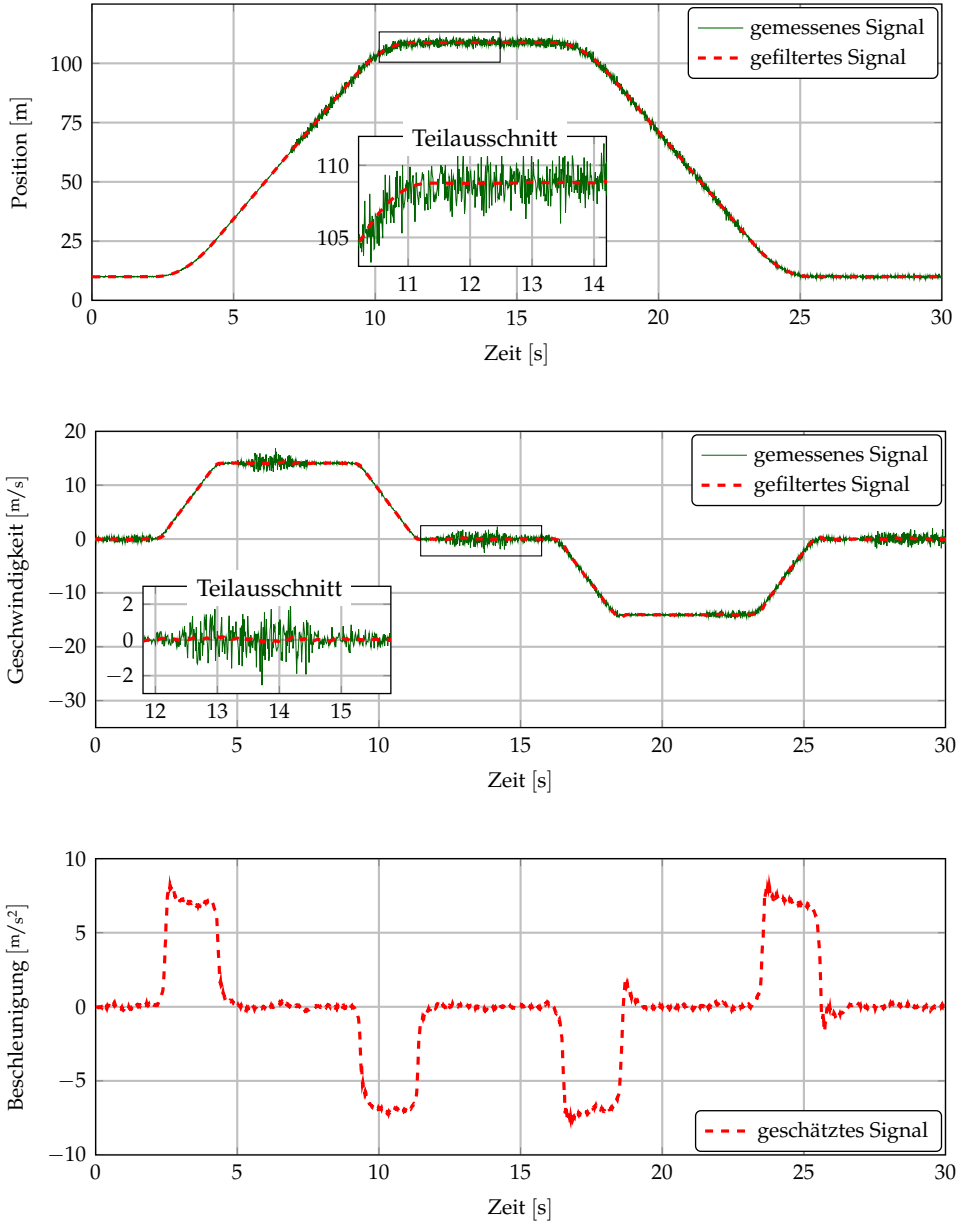 gemessenes Signal
gefiltertes Signal
Position [m]
100
75
50
25
0
Teilausschnitt
110
105
11 12 13 14
0 5 10 15 20 25 30
Zeit [s]
gemessenes Signal
gefiltertes Signal
Geschwindigkeit [m/s]
20
10
0
−10
−20
−30
Teilausschnitt
2
0
−2
12 13 14 15
0 5 10 15 20 25 30
Zeit [s]
Beschleunigung [m/s²]
10
5
0
−5
−10
geschätztes Signal
0 5 10 15 20 25 30
Zeit [s]